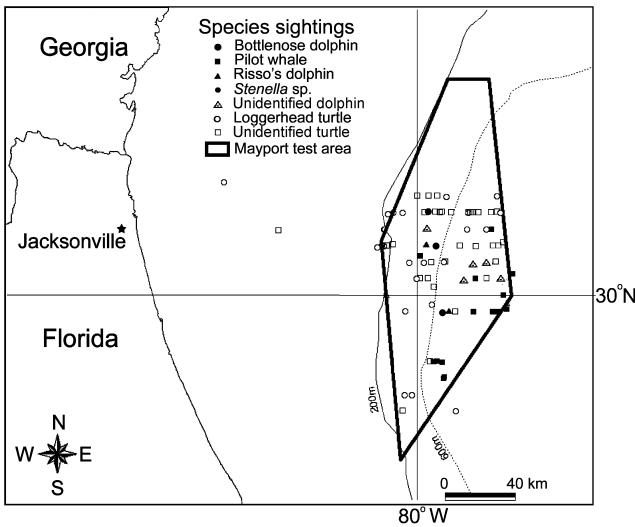 Georgia
Species sightings
Bottlenose dolphin
Pilot whale
Risso's dolphin
Stenella sp.
Unidentified dolphin
Loggerhead turtle
Unidentified turtle
Mayport test area
Jacksonville
30°N
Florida
200m
600m
N
W E
S
0 40 km
80°W